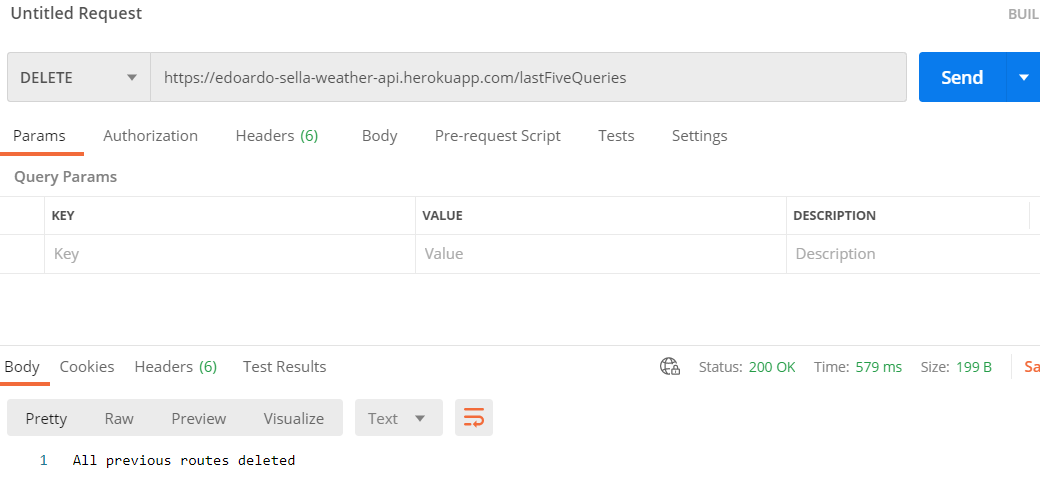 Untitled Request
BUIL
DELETE https://edoardo-sella-weather-api.herokuapp.com/lastFiveQueries Send
Params Authorization Headers (6) Body Pre-request Script Tests Settings
Query Params
KEY VALUE DESCRIPTION
Key Value Description
Body Cookies Headers (6) Test Results Status: 200 OK Time: 579 ms Size: 199 B Sa
Pretty Raw Preview Visualize Text
1 All previous routes deleted